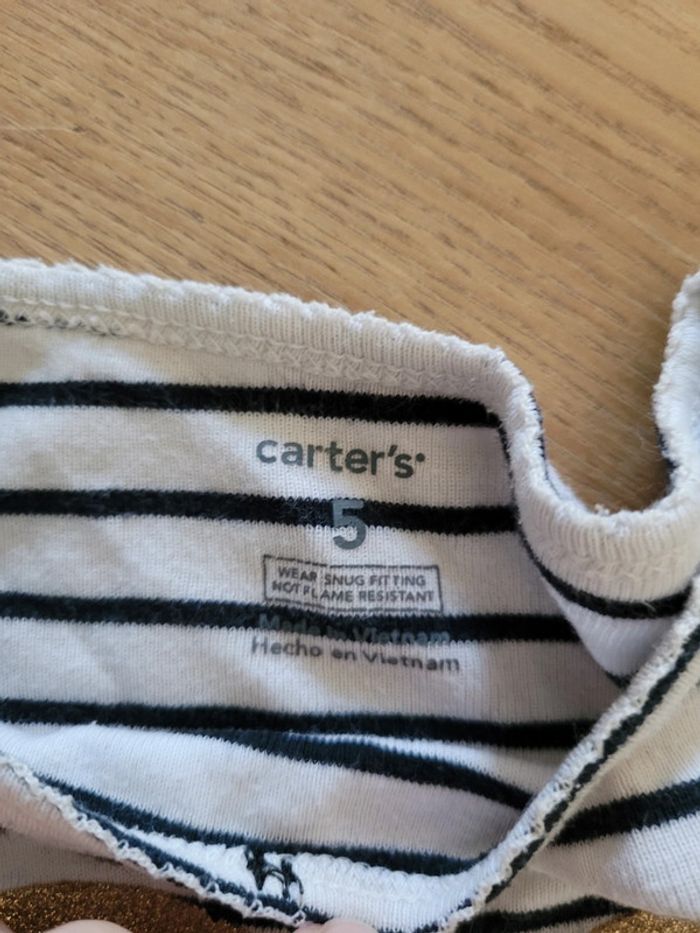 carter's
5
WEAR SNUG FITTING
NOT FLAME RESISTANT
Made in Vietnam
Hecho en Vietnam